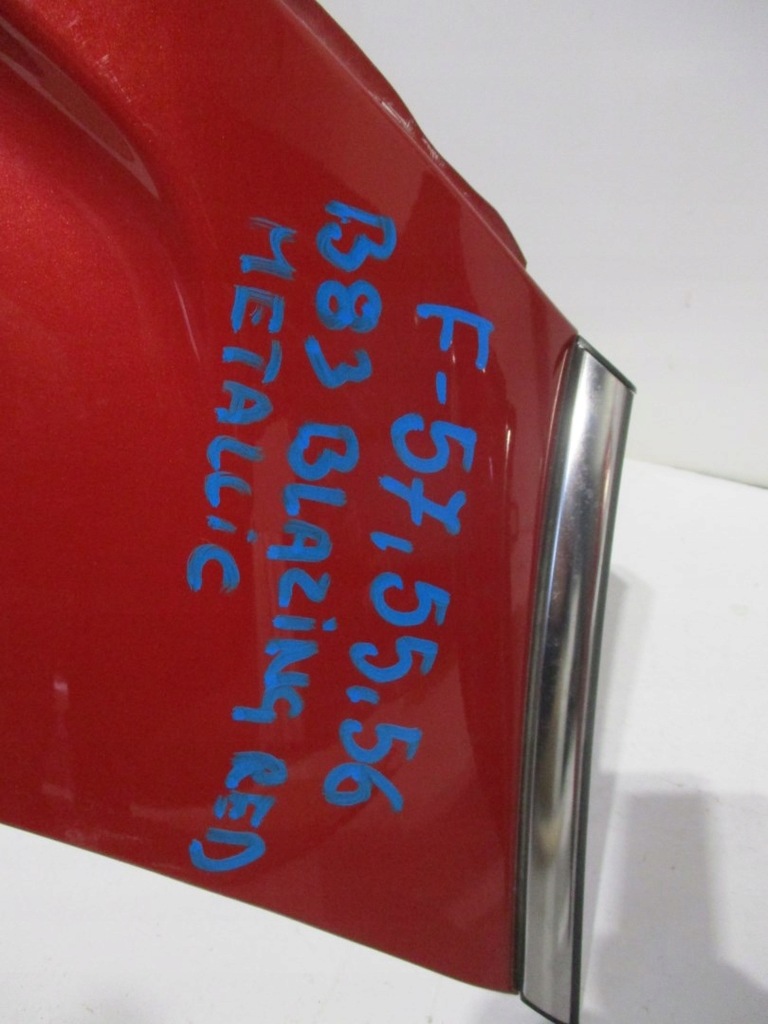 F-57,55,56
B83 BLAZiNG RED
METALLiC